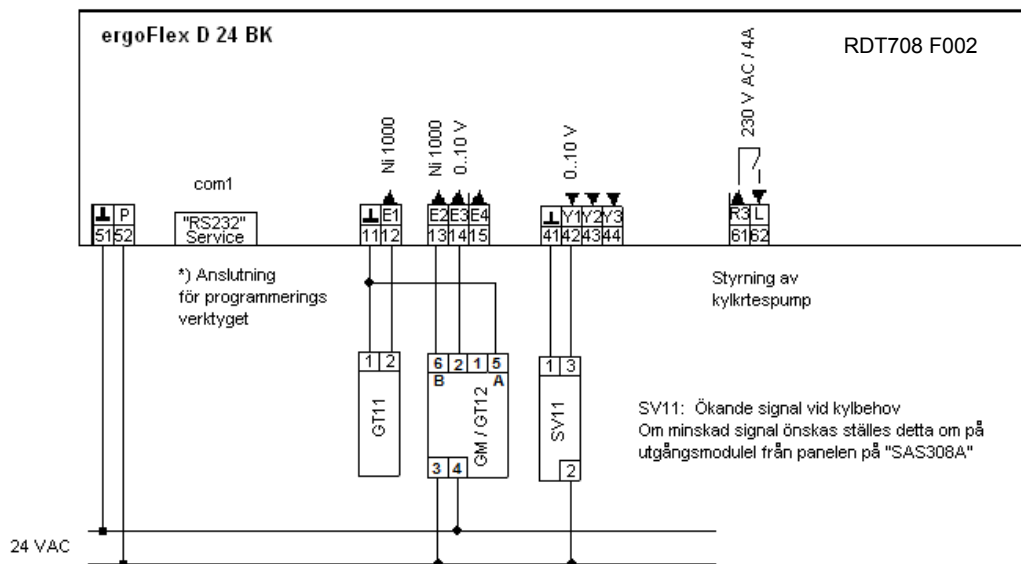 ergoFlex D 24 BK
RDT708 F002
230 V AC / 4A
Ni 1000
Ni 1000
0..10 V
0..10 V
com1
⊥ P
"RS232"
Service
⊥ E1
E2 E3 E4
⊥ Y1 Y2 Y3
R3 L
51 52
11 12
13 14 15
41 42 43 44
61 62
*) Anslutning
för programmerings
verktyget
Styrning av
kylkrtespump
1 2
6 2 1 5
B A
1 3
GT11
GM / GT12
SV11
3 4
2
SV11: Ökande signal vid kylbehov
Om minskad signal önskas ställes detta om på
utgångsmodulel från panelen på "SAS308A"
24 VAC